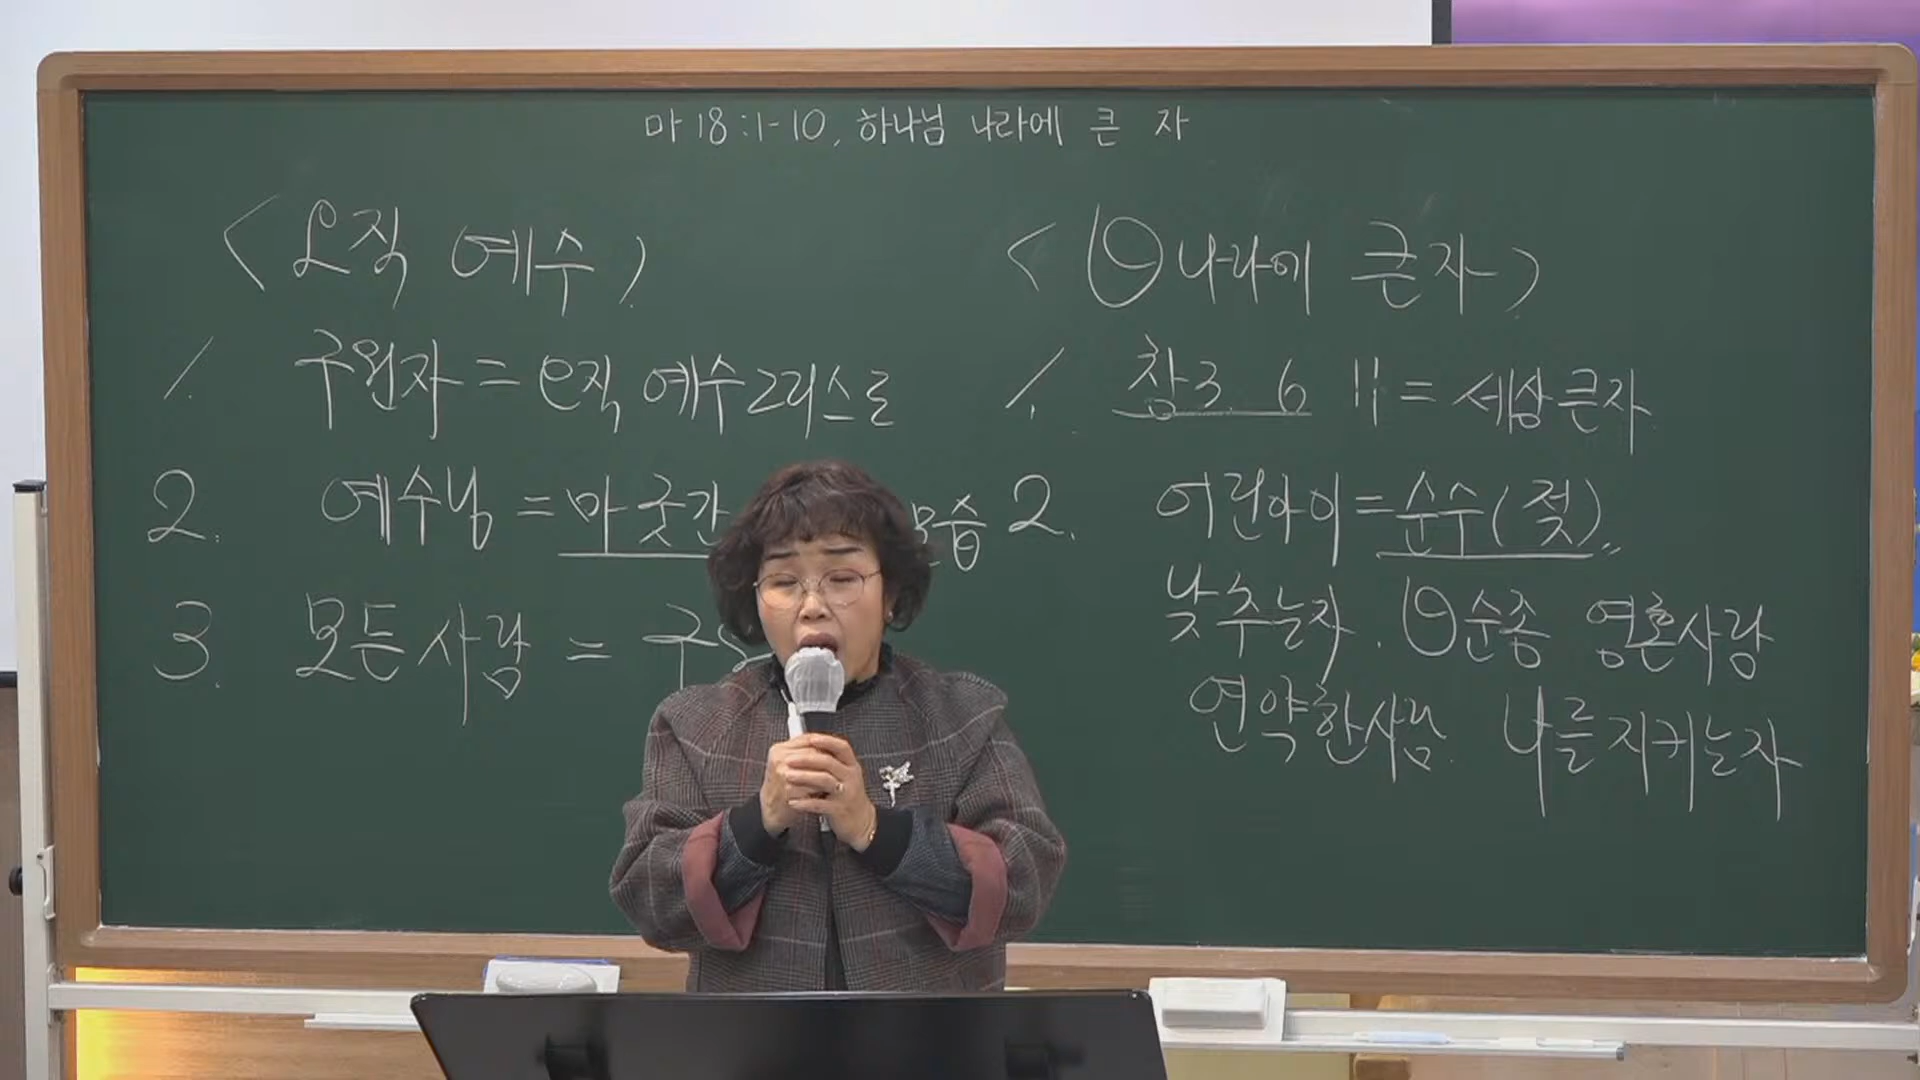 마 18:1-10, 하나님 나라에 큰 자
<오직 예수>
1. 구원자 = 오직 예수그리스도
2. 예수님 = 마굿간 모습
3. 모든 사람 = 구
<하나라에 큰자>
1. 창3. 6 11 = 세상큰자
2. 어린아이 = 순수(젖)
낮추는자. 순종 영혼사랑
연약한사람. 나를지키는자